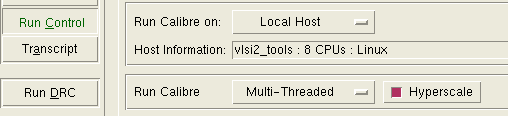 Run Control
Transcript
Run DRC
Run Calibre on: Local Host
Host Information: vlsi2_tools : 8 CPUs : Linux
Run Calibre Multi-Threaded Hyperscale